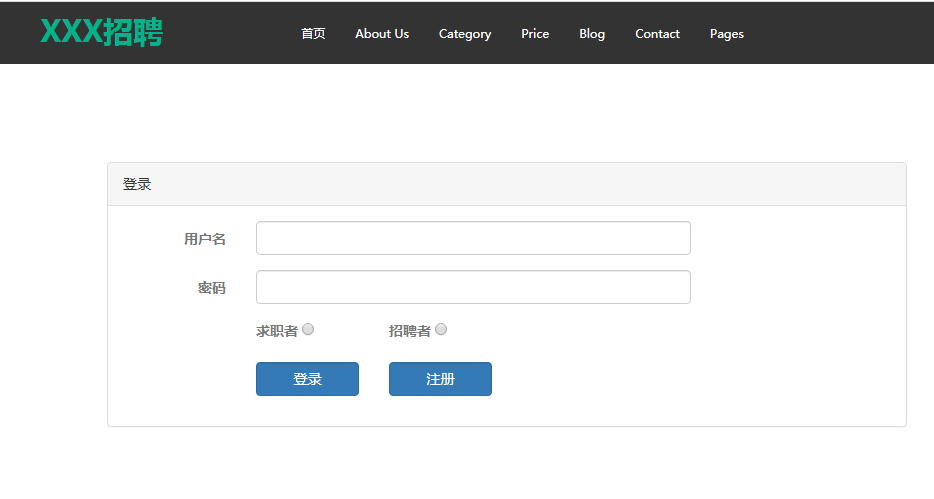 XXX招聘 首页 About Us Category Price Blog Contact Pages
登录
用户名
密码
求职者 招聘者
登录 注册